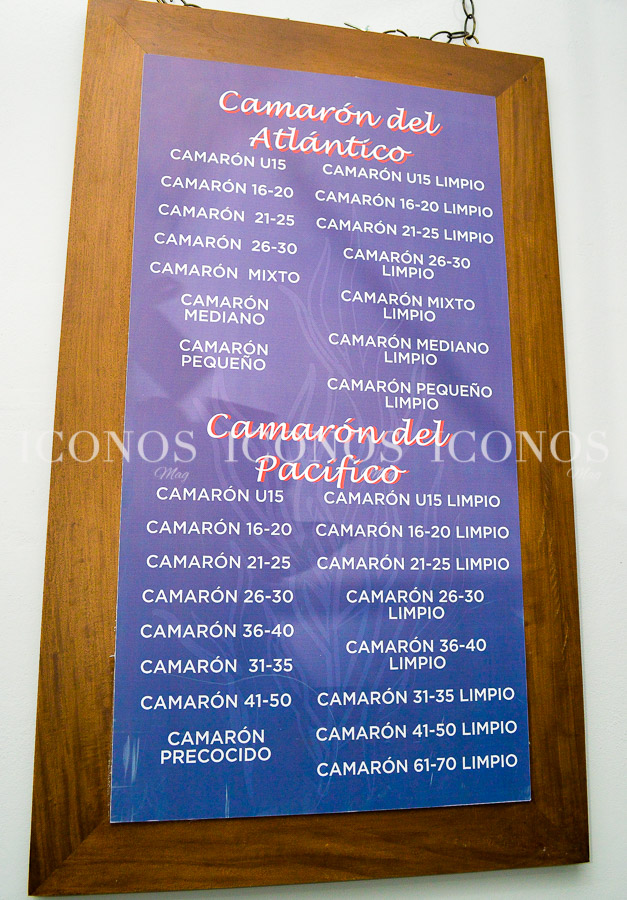 Camarón del
Atlántico
CAMARÓN U15
CAMARÓN 16-20
CAMARÓN 21-25
CAMARÓN 26-30
CAMARÓN MIXTO
CAMARÓN
MEDIANO
CAMARÓN
PEQUEÑO
CAMARÓN U15 LIMPIO
CAMARÓN 16-20 LIMPIO
CAMARÓN 21-25 LIMPIO
CAMARÓN 26-30
LIMPIO
CAMARÓN MIXTO
LIMPIO
CAMARÓN MEDIANO
LIMPIO
CAMARÓN PEQUEÑO
LIMPIO
Camarón del
Pacífico
CAMARÓN U15
CAMARÓN 16-20
CAMARÓN 21-25
CAMARÓN 26-30
CAMARÓN 36-40
CAMARÓN 31-35
CAMARÓN 41-50
CAMARÓN
PRECOCIDO
CAMARÓN U15 LIMPIO
CAMARÓN 16-20 LIMPIO
CAMARÓN 21-25 LIMPIO
CAMARÓN 26-30
LIMPIO
CAMARÓN 36-40
LIMPIO
CAMARÓN 31-35 LIMPIO
CAMARÓN 41-50 LIMPIO
CAMARÓN 61-70 LIMPIO
ICONOS ICONOS ICONOS
Mag Mag Mag